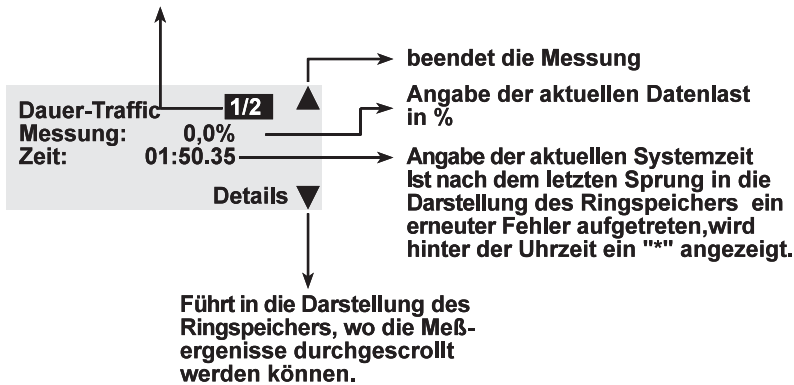 beendet die Messung
Dauer-Traffic 1/2
Angabe der aktuellen Datenlast
in %
Messung: 0,0%
Zeit: 01:50.35
Angabe der aktuellen Systemzeit
Ist nach dem letzten Sprung in die
Darstellung des Ringspeichers ein
erneuter Fehler aufgetreten,wird
hinter der Uhrzeit ein "*" angezeigt.
Details
Führt in die Darstellung des
Ringspeichers, wo die Meß-
ergenisse durchgescrollt
werden können.